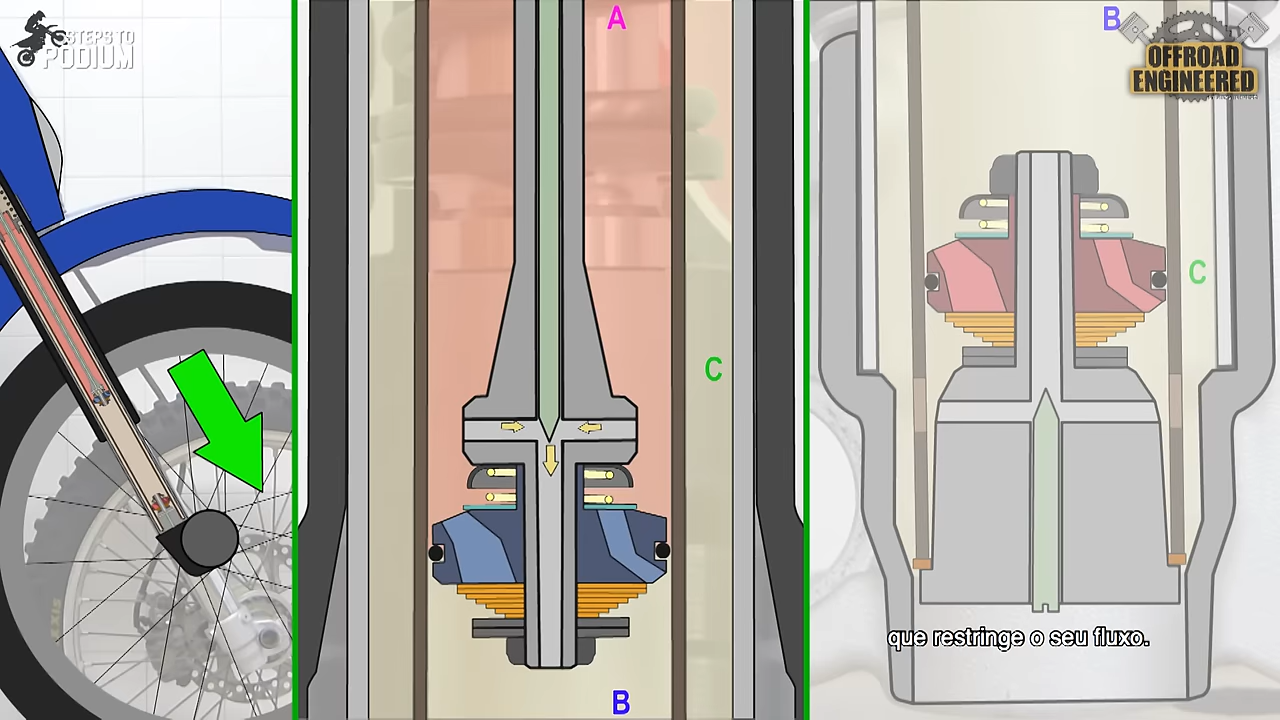 STEPS TO
PODIUM
A
B
OFFROAD
ENGINEERED
C
C
que restringe o seu fluxo.
B